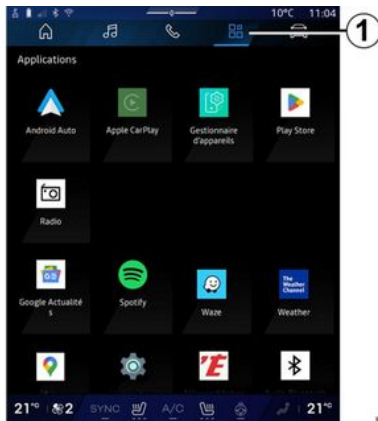 10°C 11:04
1
Applications
Android Auto
Apple CarPlay
Gestionnaire
d'appareils
Play Store
Radio
Google Actualité
s
Spotify
The
Weather
Channel
Waze
Weather
'E
21°° 2 SYNC A/C 21°°